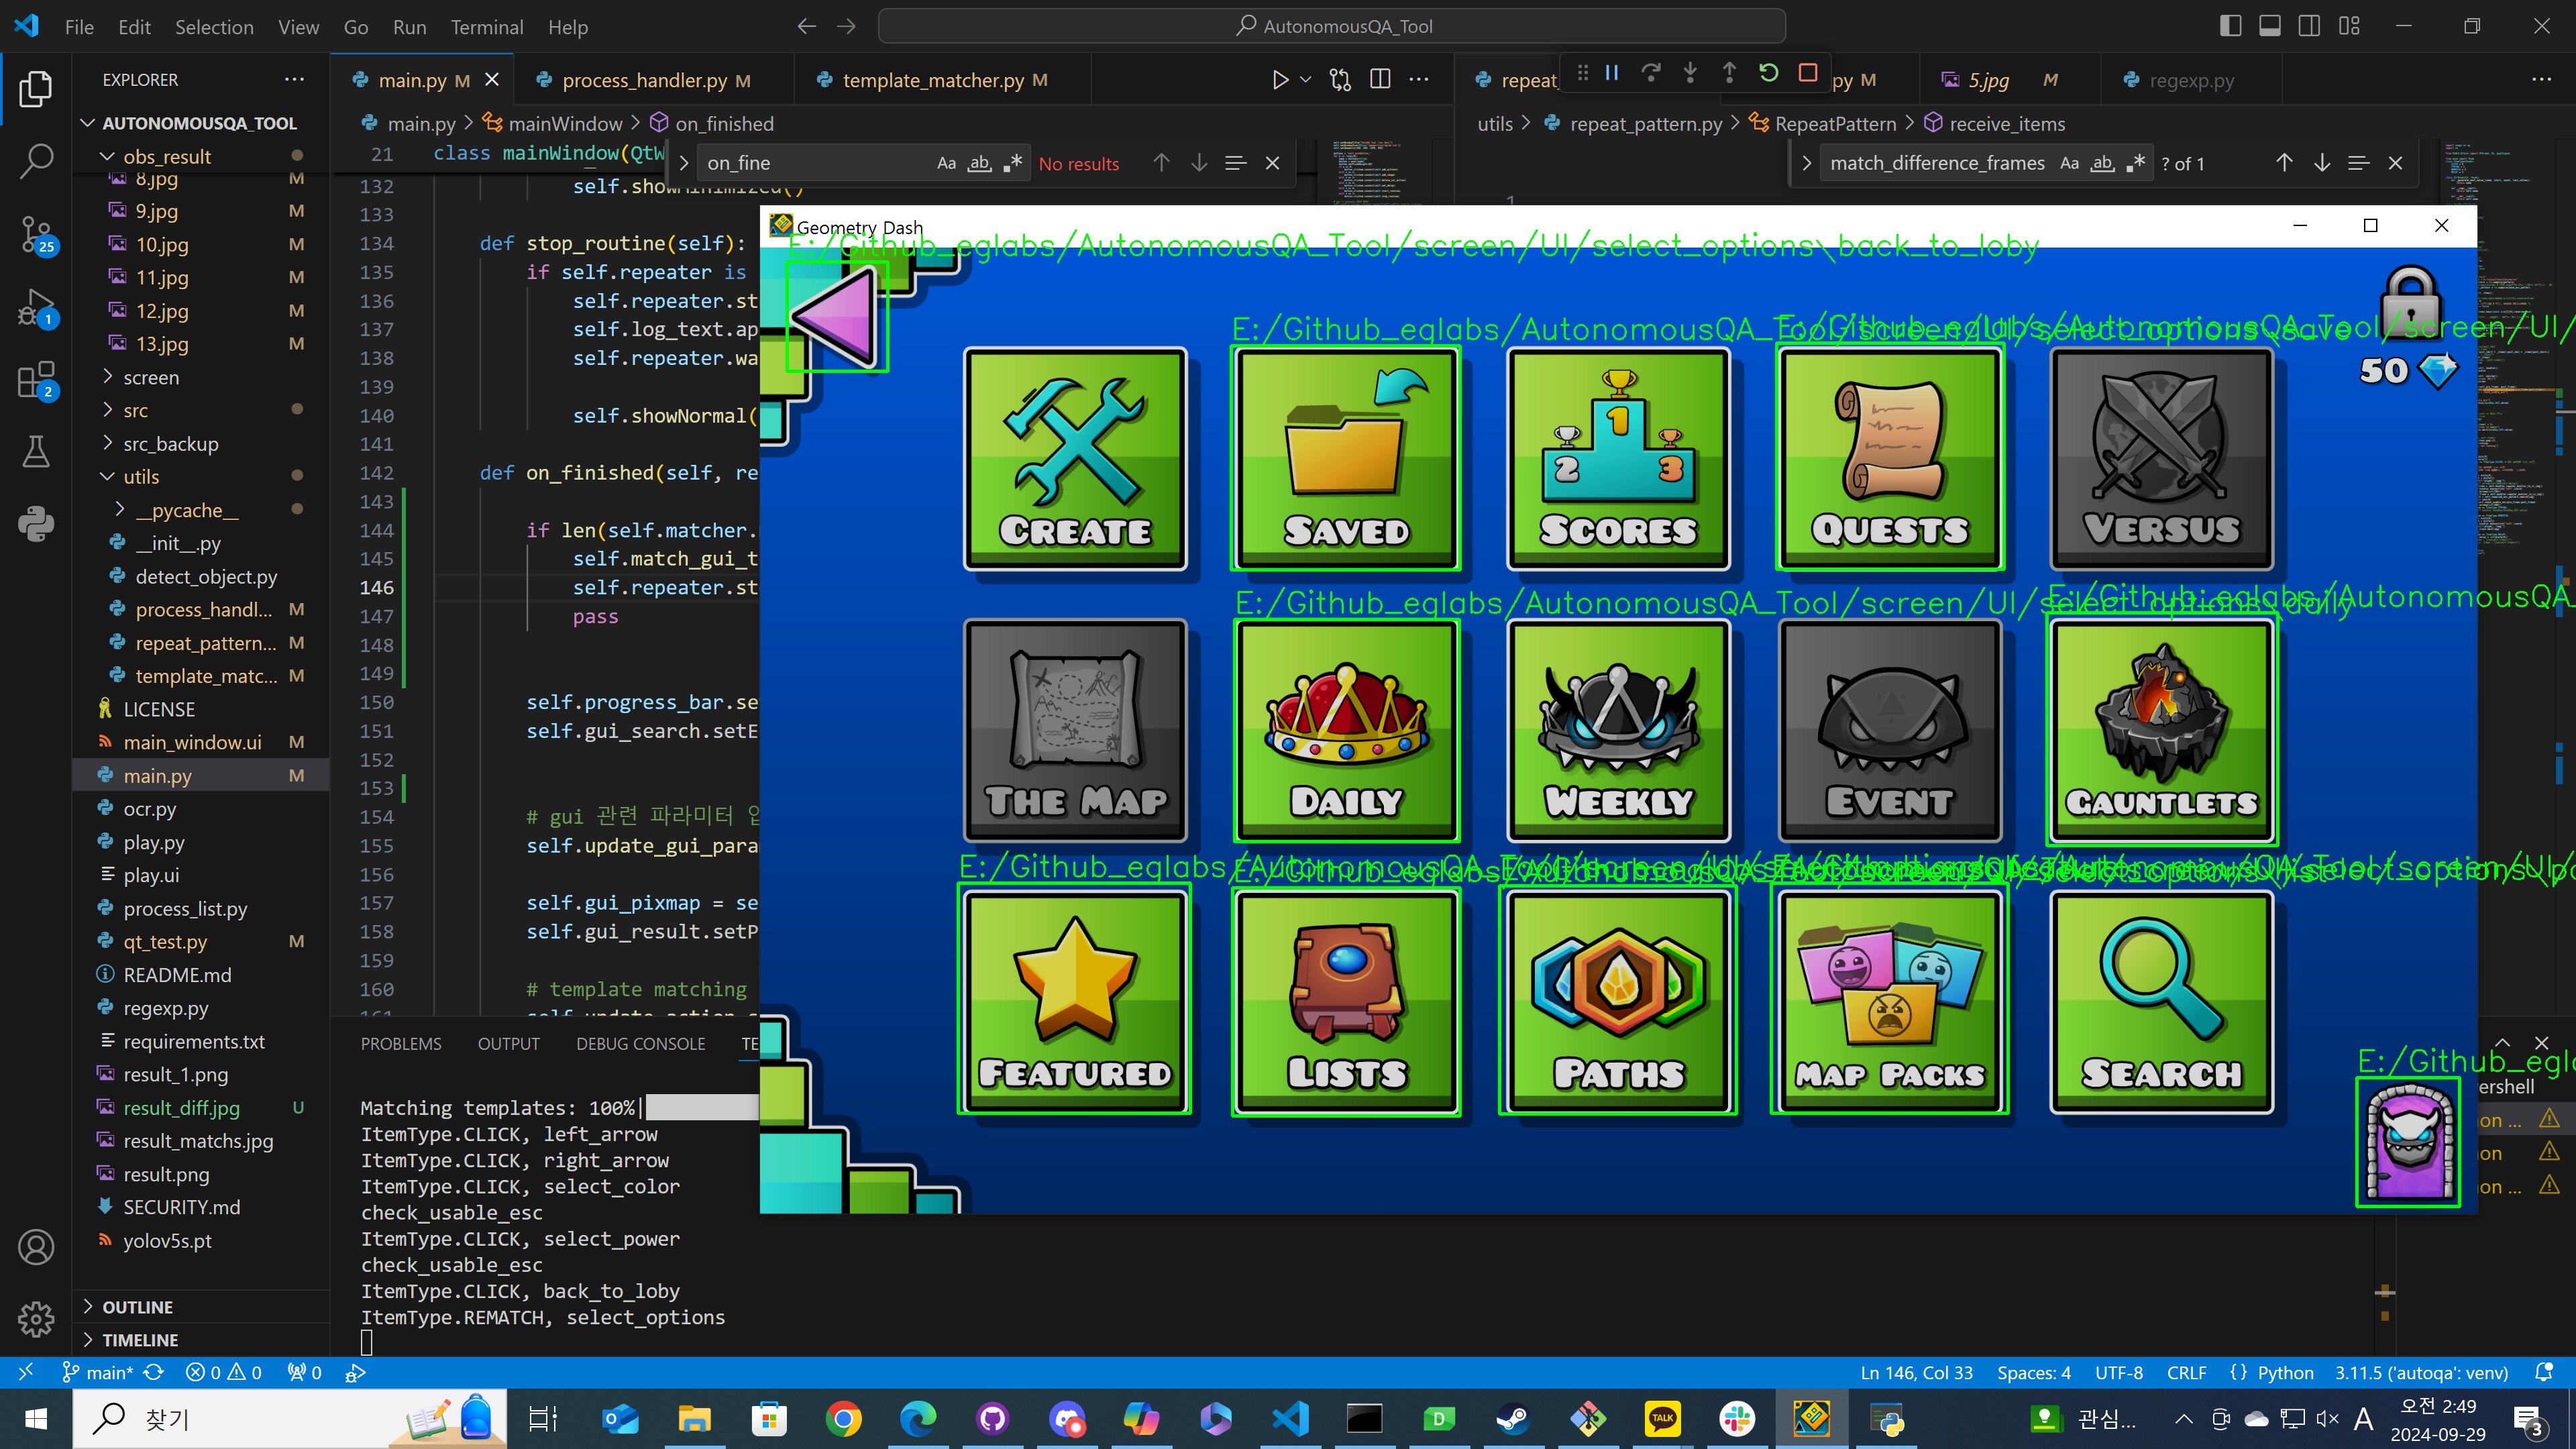 File Edit Selection View Go Run Terminal Help
AutonomousQA_Tool
EXPLORER
AUTONOMOUSQA_TOOL
obs_result
8.jpg M
9.jpg M
10.jpg M
11.jpg M
12.jpg M
13.jpg M
screen
src
src_backup
utils
__pycache__
__init__.py
detect_object.py
process_handl... M
repeat_pattern... M
template_matc... M
LICENSE
main_window.ui M
main.py M
ocr.py
play.py
play.ui
process_list.py
qt_test.py M
README.md
regexp.py
requirements.txt
result_1.png
result_diff.jpg U
result_matchs.jpg
result.png
SECURITY.md
yolov5s.pt
OUTLINE
TIMELINE
25
1
2
main.py M
process_handler.py M
template_matcher.py M
main.py > mainWindow > on_finished
on_fine
Aa ab
No results
21 class mainWindow(QtW
132 self.showMinimized()
133
134 def stop_routine(self):
135 if self.repeater is
136 self.repeater.st
137 self.log_text.ap
138 self.repeater.wa
139
140 self.showNormal(
141
142 def on_finished(self, re
143
144 if len(self.matcher.
145 self.match_gui_t
146 self.repeater.st
147 pass
148
149
150 self.progress_bar.se
151 self.gui_search.setE
152
153
154 # gui 관련 파라미터
155 self.update_gui_para
156
157 self.gui_pixmap = se
158 self.gui_result.setP
159
160 # template matching
161
repeat_
py M
5.jpg M
regexp.py
utils > repeat_pattern.py > RepeatPattern > receive_items
match_difference_frames
Aa ab
? of 1
1
PROBLEMS OUTPUT DEBUG CONSOLE TE
Matching templates: 100%|
ItemType.CLICK, left_arrow
ItemType.CLICK, right_arrow
ItemType.CLICK, select_color
check_usable_esc
ItemType.CLICK, select_power
check_usable_esc
ItemType.CLICK, back_to_loby
ItemType.REMATCH, select_options
ershell
on ...
on
on ...
Geometry Dash
E:/Github_eglabs/AutonomousQA_Tool/screen/UI/select_options\back_to_loby
E:/Github_eglabs/AutonomousQA_Tool/screen/UI/select_options\save
50
CREATE
SAVED
1
2
3
SCORES
QUESTS
VERSUS
E:/Github_eglabs/AutonomousQA_Tool/screen/UI/select_options\daily
E:/Github_eglabs/AutonomousQA_
THE MAP
DAILY
WEEKLY
EVENT
GAUNTLETS
E:/Github_eglabs/AutonomousQA_Tool/screen/UI/
FEATURED
LISTS
PATHS
MAP PACKS
SEARCH
E:/Github_egl
main* 0 0 0
Ln 146, Col 33 Spaces: 4 UTF-8 CRLF {} Python 3.11.5 ('autoqa': venv)
찾기
TALK
관심...
A
오전 2:49
2024-09-29
3